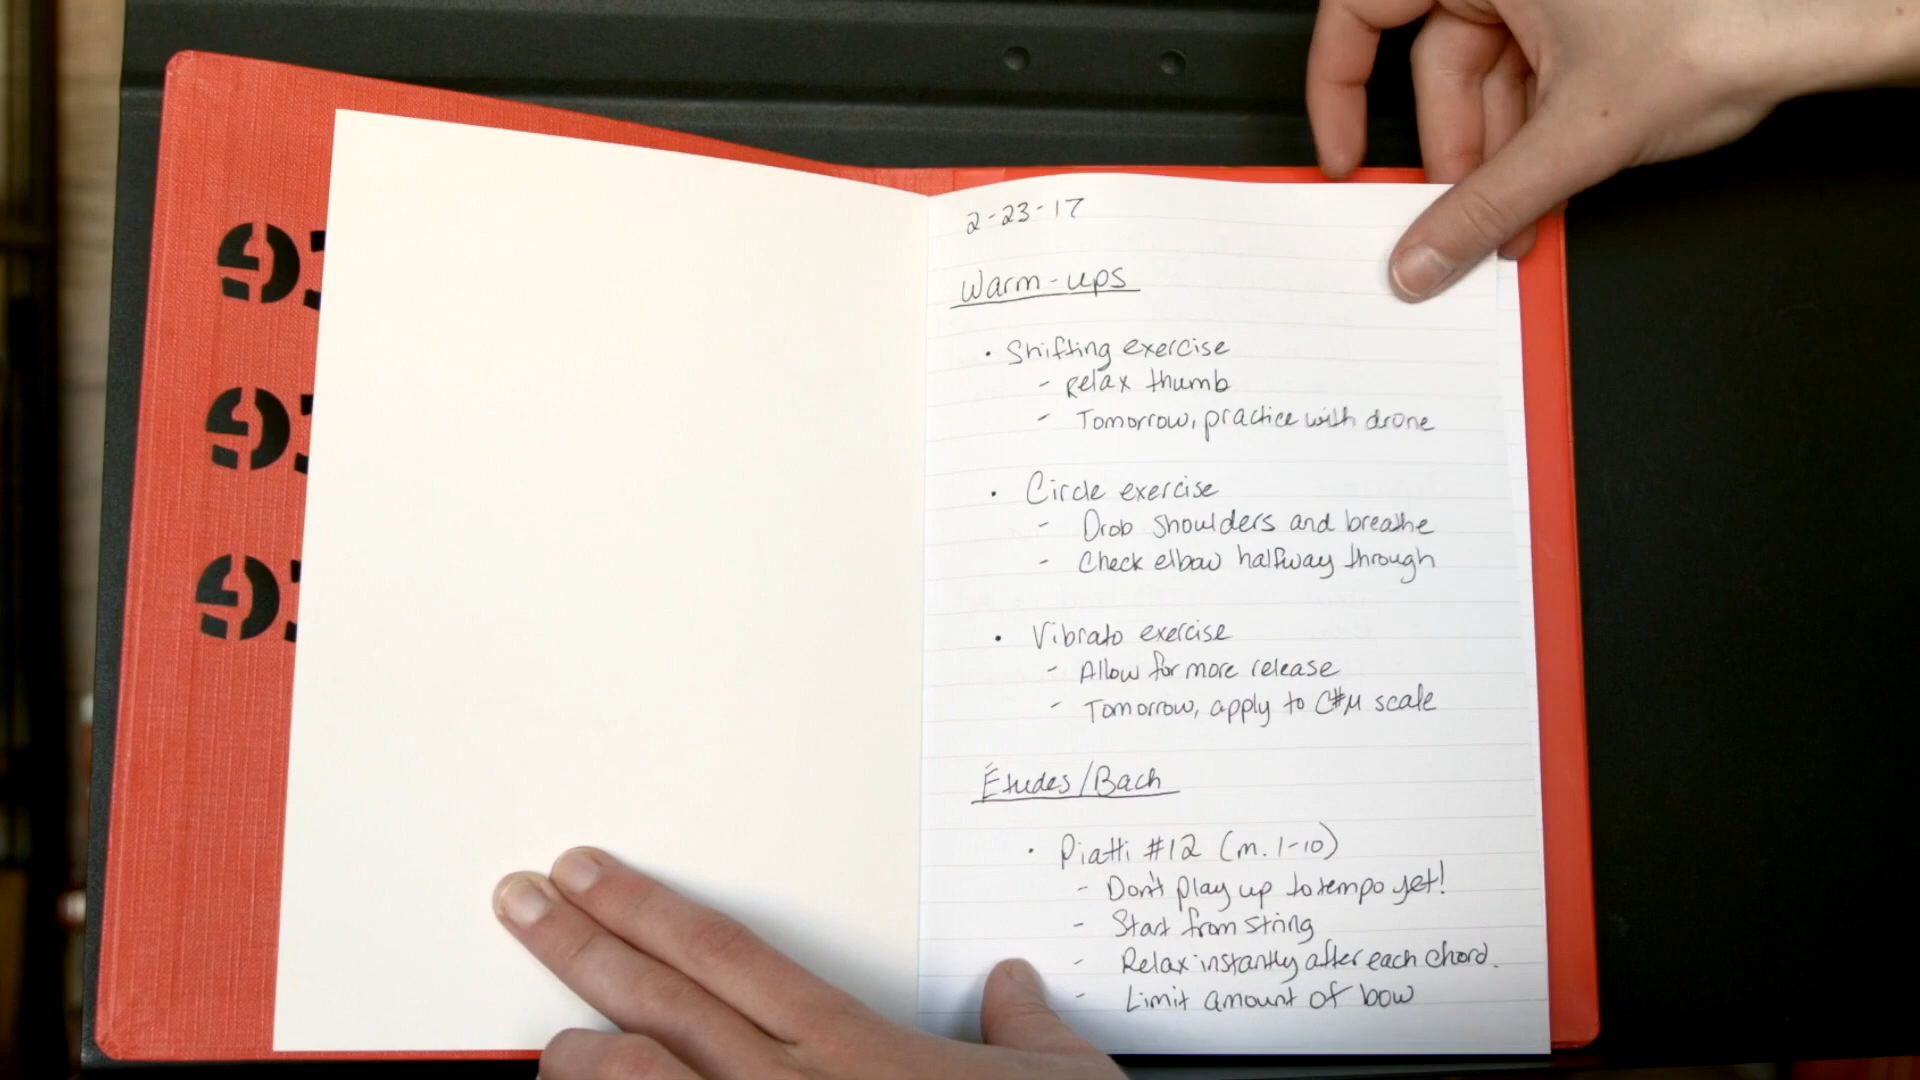 2-23-17
Warm-ups
• Shifting exercise
- Relax thumb
- Tomorrow, practice with drone
• Circle exercise
- Drop shoulders and breathe
- Check elbow halfway through
• Vibrato exercise
- Allow for more release
- Tomorrow, apply to C#M scale
Études/Bach
• Piatti #12 (m. 1-10)
- Don't play up to tempo yet!
- Start from string
- Relax instantly after each chord.
- Limit amount of bow